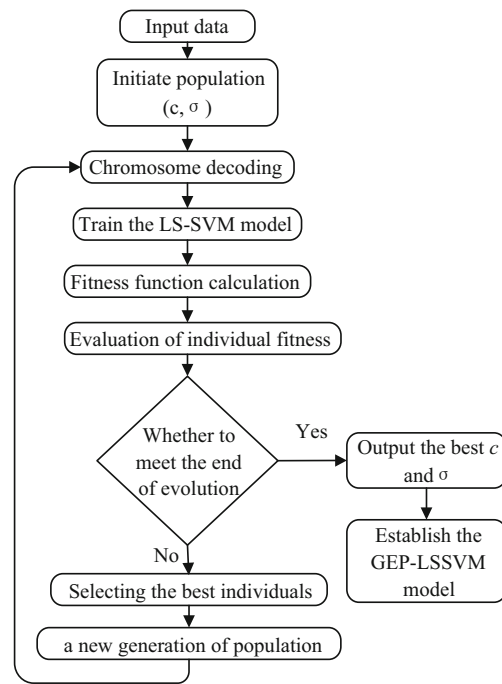 Input data
Initiate population
(c, σ)
Chromosome decoding
Train the LS-SVM model
Fitness function calculation
Evaluation of individual fitness
Whether to
meet the end
of evolution
Yes
Output the best c
and σ
Establish the
GEP-LSSVM
model
No
Selecting the best individuals
a new generation of population